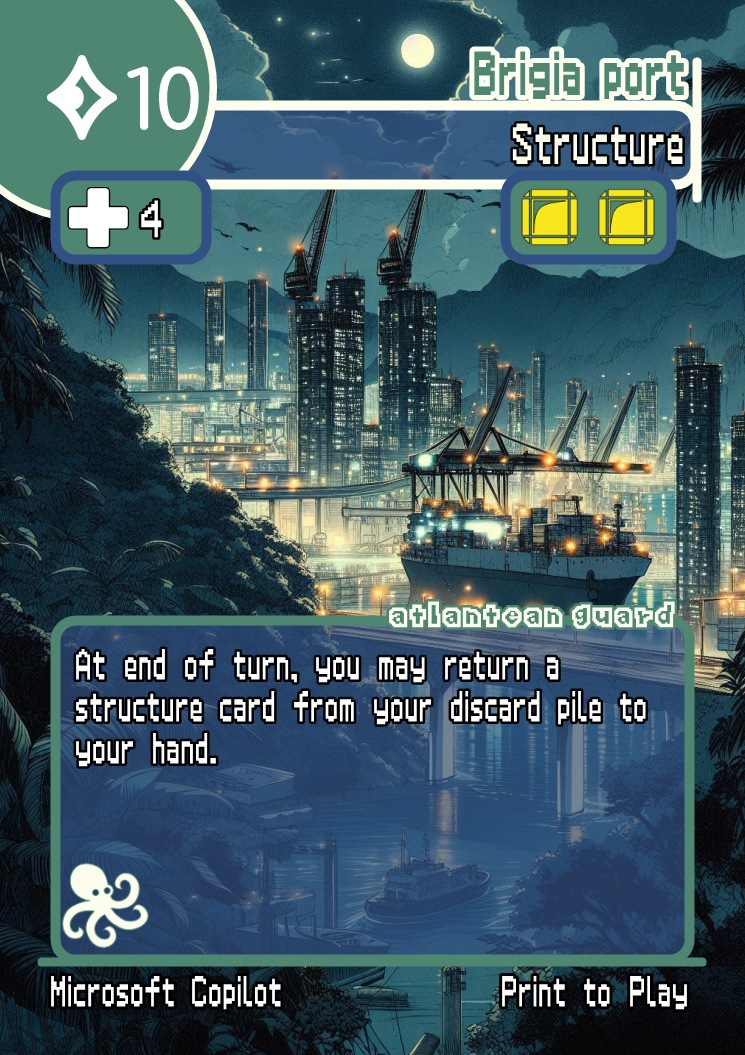 10
Brigia port
Structure
4
atlantean guard
At end of turn, you may return a
structure card from your discard pile to
your hand.
Microsoft Copilot
Print to Play